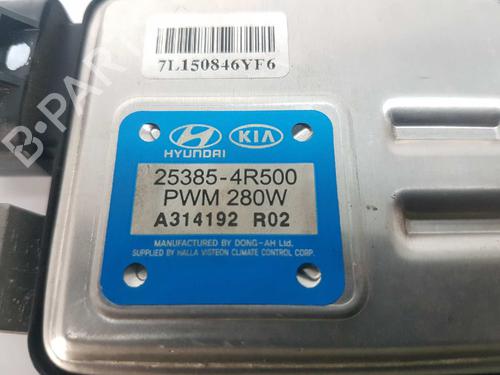 7L150846YF6
HYUNDAI KIA
25385-4R500
PWM 280W
A314192 R02
MANUFACTURED BY DONG-AH Ltd.
SUPPLIED BY HALLA VISTEON CLIMATE CONTROL CORP.
B-PARTS